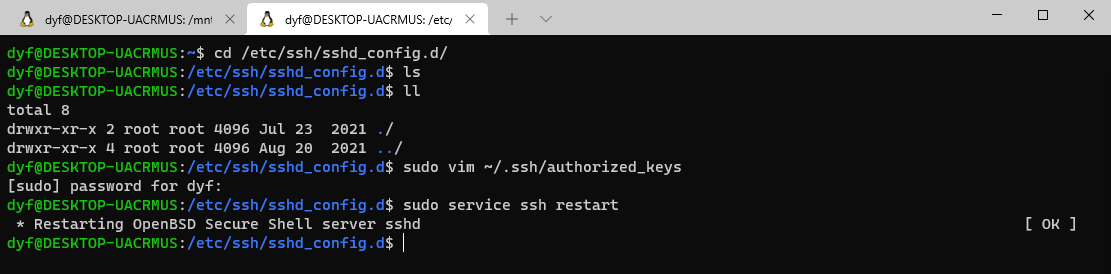 dyf@DESKTOP-UACRMUS: /mnt
dyf@DESKTOP-UACRMUS: /etc/
dyf@DESKTOP-UACRMUS:~$ cd /etc/ssh/sshd_config.d/
dyf@DESKTOP-UACRMUS:/etc/ssh/sshd_config.d$ ls
dyf@DESKTOP-UACRMUS:/etc/ssh/sshd_config.d$ ll
total 8
drwxr-xr-x 2 root root 4096 Jul 23  2021 ./
drwxr-xr-x 4 root root 4096 Aug 20  2021 ../
dyf@DESKTOP-UACRMUS:/etc/ssh/sshd_config.d$ sudo vim ~/.ssh/authorized_keys
[sudo] password for dyf:
dyf@DESKTOP-UACRMUS:/etc/ssh/sshd_config.d$ sudo service ssh restart
 * Restarting OpenBSD Secure Shell server sshd [ OK ]
dyf@DESKTOP-UACRMUS:/etc/ssh/sshd_config.d$